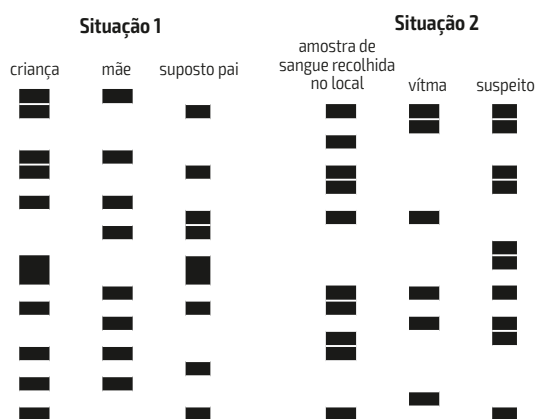 Situação 1
criança
mãe
suposto pai
Situação 2
amostra de
sangue recolhida
no local
vítma
suspeito